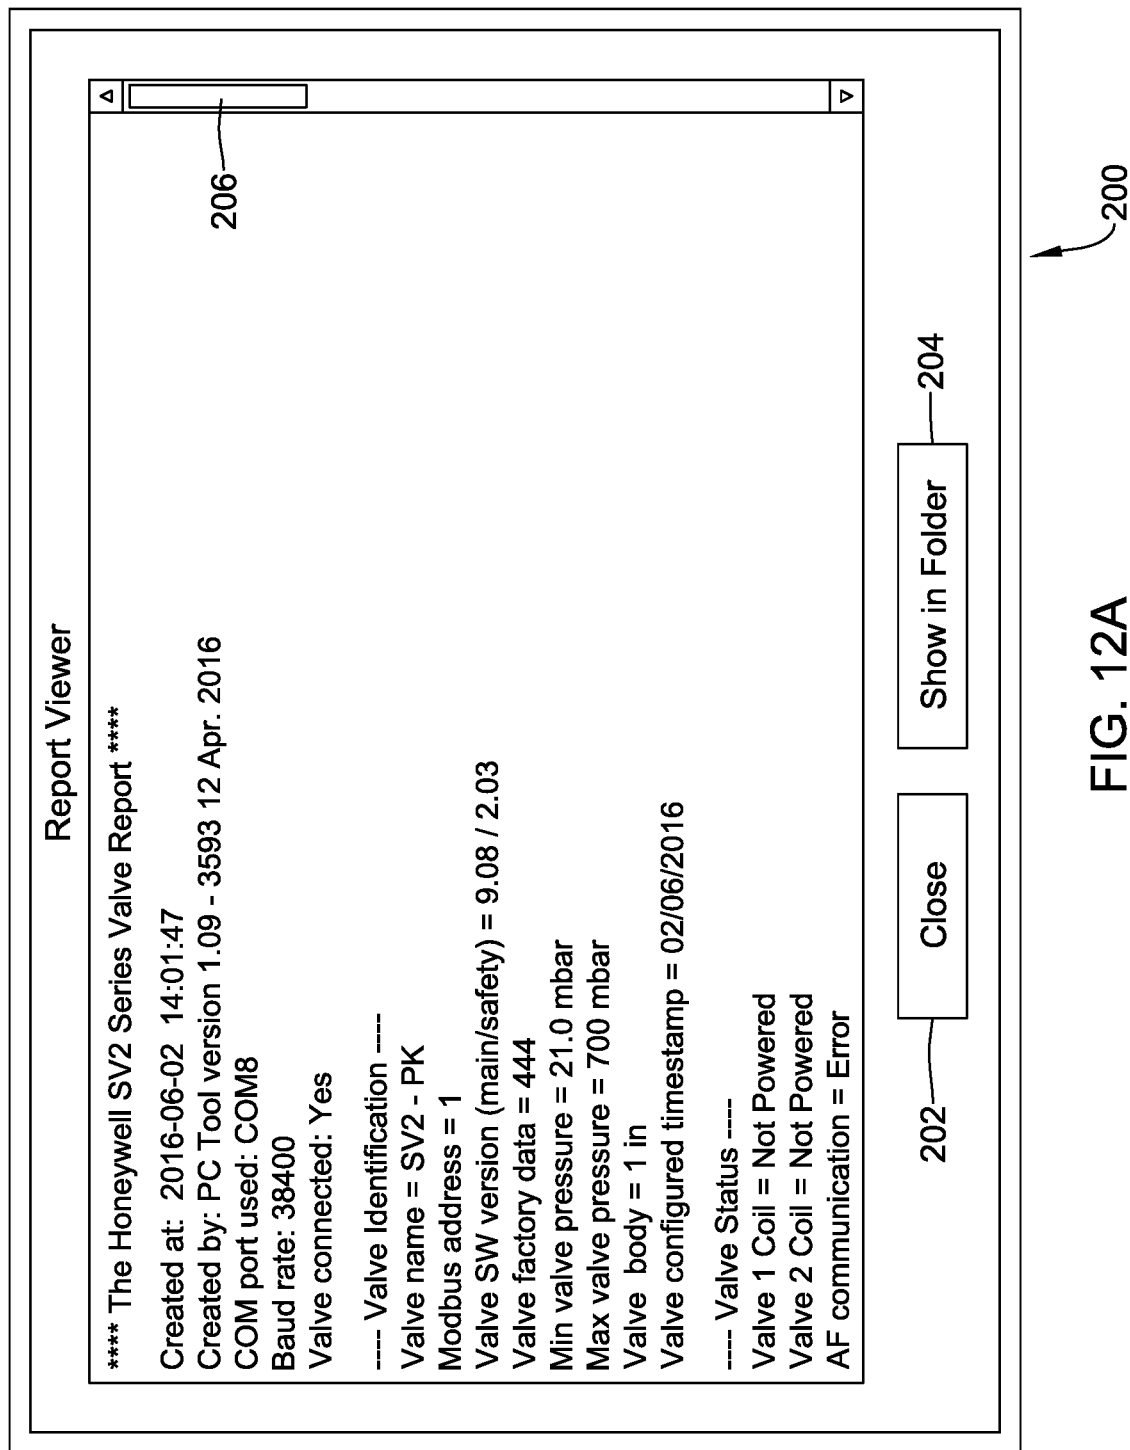 Report Viewer
**** The Honeywell SV2 Series Valve Report ****
Created at: 2016-06-02 14:01:47
Created by: PC Tool version 1.09 - 3593 12 Apr. 2016
COM port used: COM8
Baud rate: 38400
Valve connected: Yes
---- Valve Identification ----
Valve name = SV2 - PK
Modbus address = 1
Valve SW version (main/safety) = 9.08 / 2.03
Valve factory data = 444
Min valve pressure = 21.0 mbar
Max valve pressure = 700 mbar
Valve body = 1 in
Valve configured timestamp = 02/06/2016
---- Valve Status ----
Valve 1 Coil = Not Powered
Valve 2 Coil = Not Powered
AF communication = Error
206
Close
Show in Folder
202
204
200
FIG. 12A